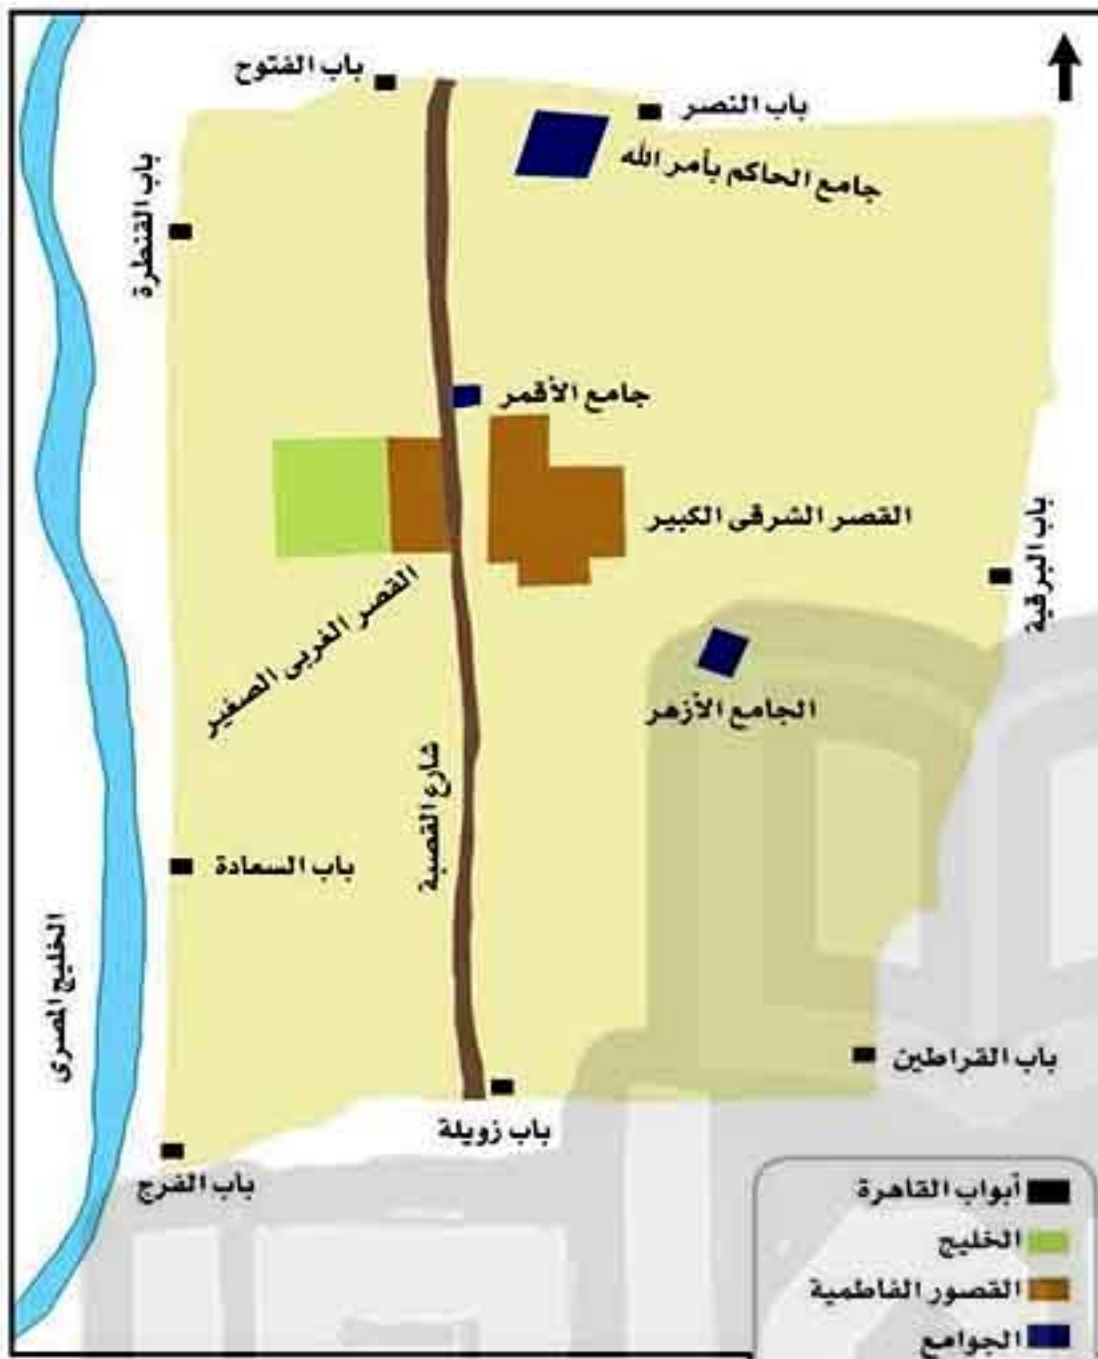 باب الفتوح
باب النصر
جامع الحاكم بأمر الله
باب القنطرة
جامع الأقمر
القصر الشرقى الكبير
باب البرقية
القصر الغربى الصغير
الجامع الأزهر
شارع القصبة
باب السعادة
الخليج المصرى
باب القراطين
باب زويلة
باب الفرج
أبواب القاهرة
الخليج
القصور الفاطمية
الجوامع